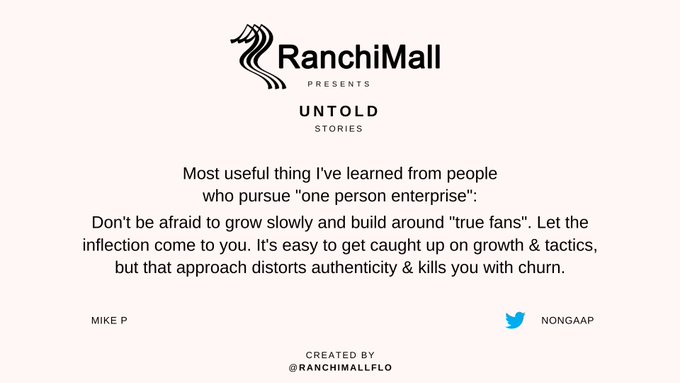 RanchiMall
PRESENTS
UNTOLD
STORIES
Most useful thing I've learned from people
who pursue "one person enterprise":
Don't be afraid to grow slowly and build around "true fans". Let the
inflection come to you. It's easy to get caught up on growth & tactics,
but that approach distorts authenticity & kills you with churn.
MIKE P
NONGAAP
CREATED BY
@RANCHIMALLFLO